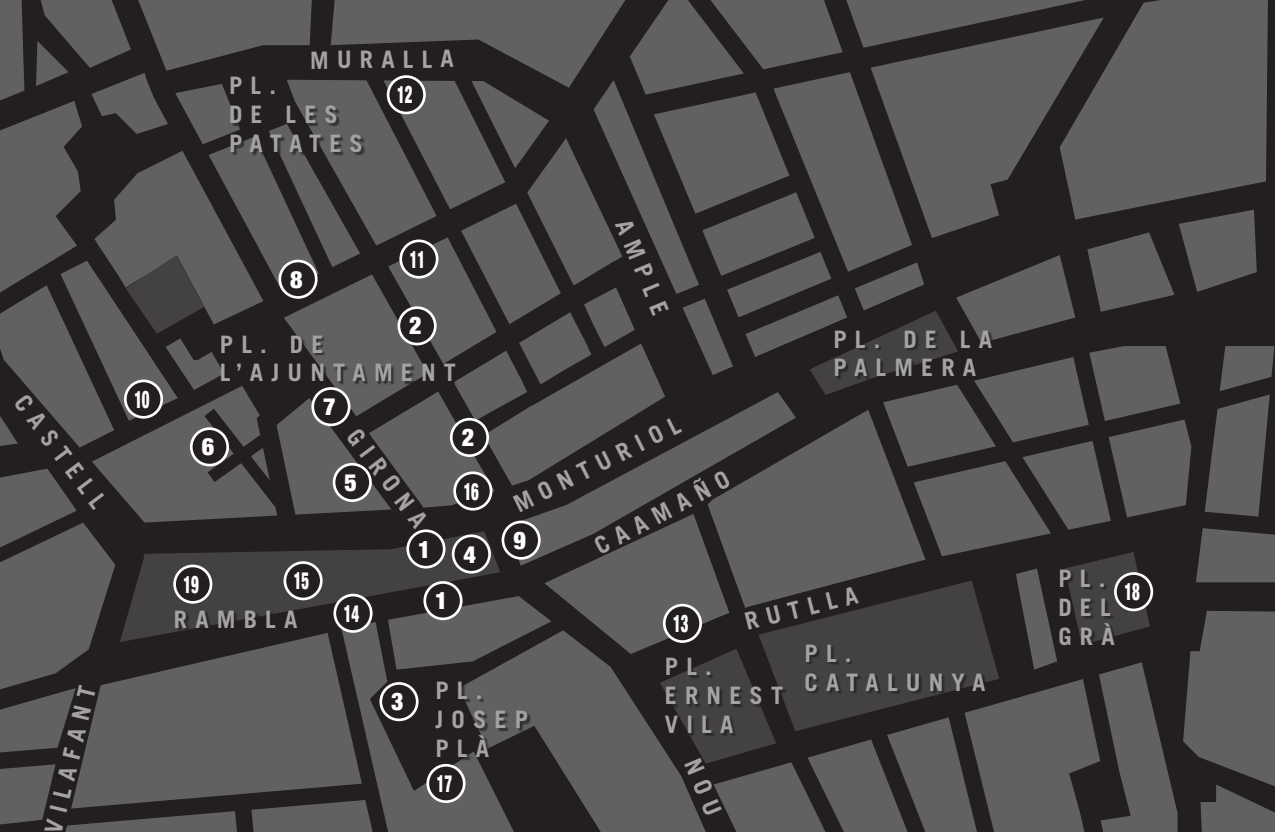 MURALLA
12
PL.
DE LES
PATATES
AMPLE
11
8
2
PL. DE
L'AJUNTAMENT
PL. DE LA
PALMERA
10
7
CASTELL
6
GIRONA
2
5
16
MONTURIOL
CAAMAÑO
9
1
4
19
15
RAMBLA
14
1
13
RUTLLA
PL.
DEL
GRÀ
18
PL.
ERNEST
VILA
PL.
CATALUNYA
3
PL.
JOSEP
PLÀ
17
VILAFANT
NOU